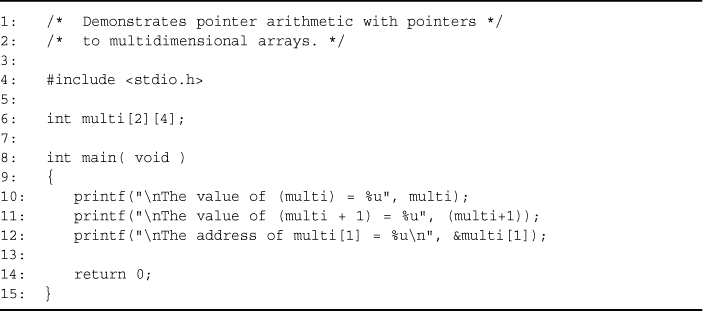 1:   /*  Demonstrates pointer arithmetic with pointers */
2:   /*  to multidimensional arrays. */
3:
4:   #include <stdio.h>
5:
6:   int multi[2][4];
7:
8:   int main( void )
9:   {
10:     printf("\nThe value of (multi) = %u", multi);
11:     printf("\nThe value of (multi + 1) = %u", (multi+1));
12:     printf("\nThe address of multi[1] = %u\n", &multi[1]);
13:
14:     return 0;
15:  }